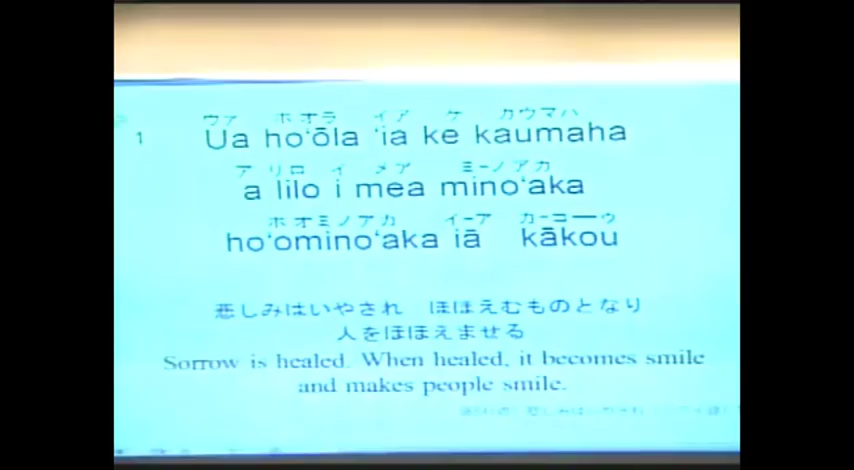 ウァ ホオラ イア ケ カウマハ
1 Ua ho‘ōla ‘ia ke kaumaha
ア リロ イ メア ミーノアカ
a lilo i mea mino‘aka
ホオミノアカ イーア カーコーゥ
ho‘omino‘aka iā kākou
悲しみはいやされ ほほえむものとなり
人をほほえませる
Sorrow is healed. When healed, it becomes smile
and makes people smile.